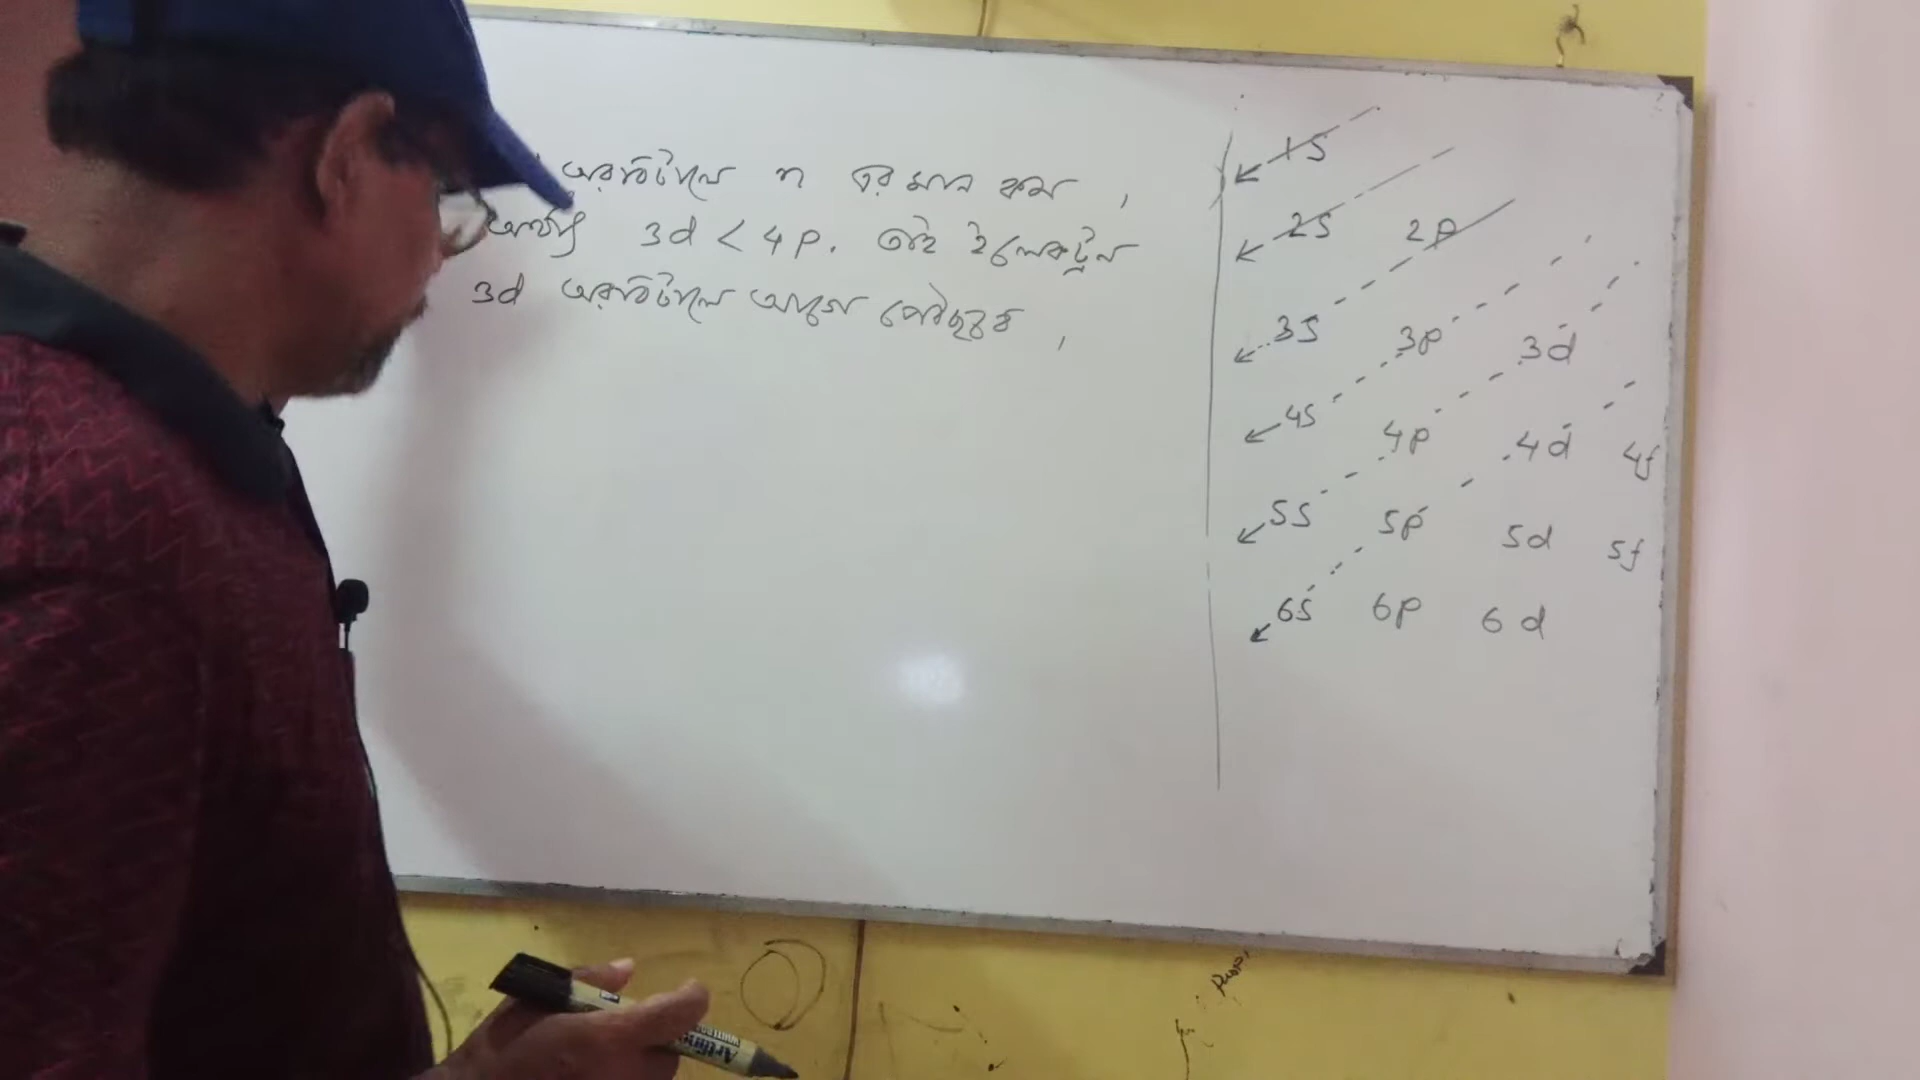 অরবিটালে n এর মান কম,
অর্থাৎ 3d < 4p. তাই ইলেকট্রন
3d অরবিটালে আগে
1s
2s 2p
3s 3p 3d
4s 4p 4d 4f
5s 5p 5d 5f
6s 6p 6d
Artline